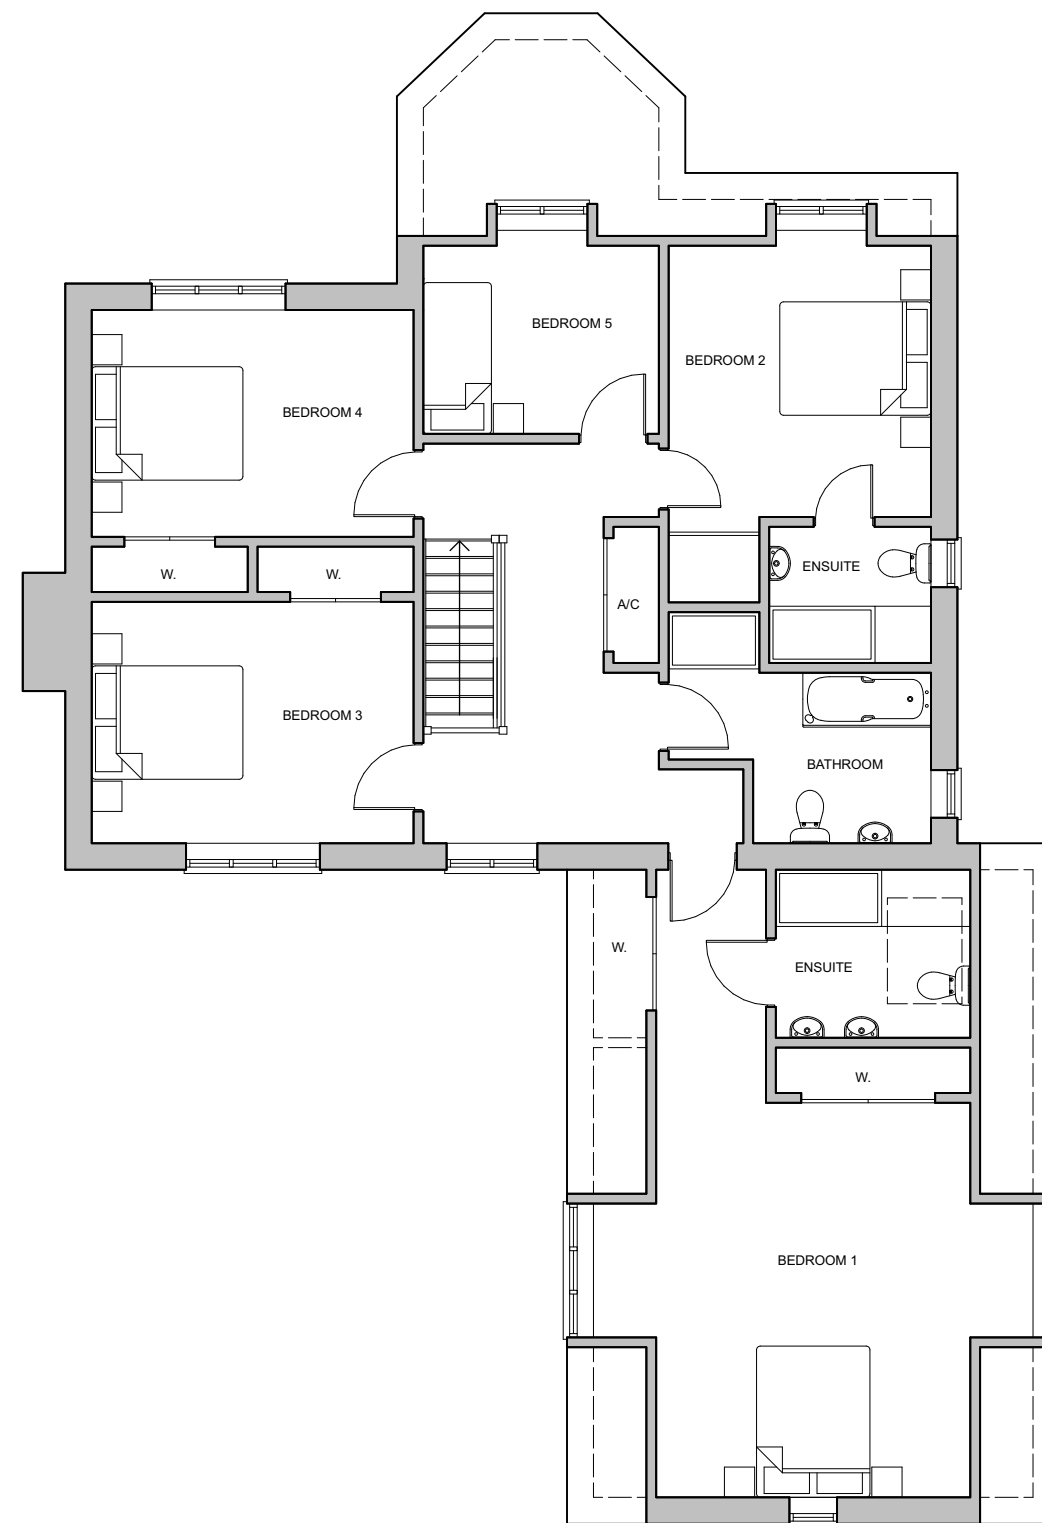 BEDROOM 5
BEDROOM 2
BEDROOM 4
ENSUITE
W.
W.
A/C
BEDROOM 3
BATHROOM
W.
ENSUITE
W.
BEDROOM 1